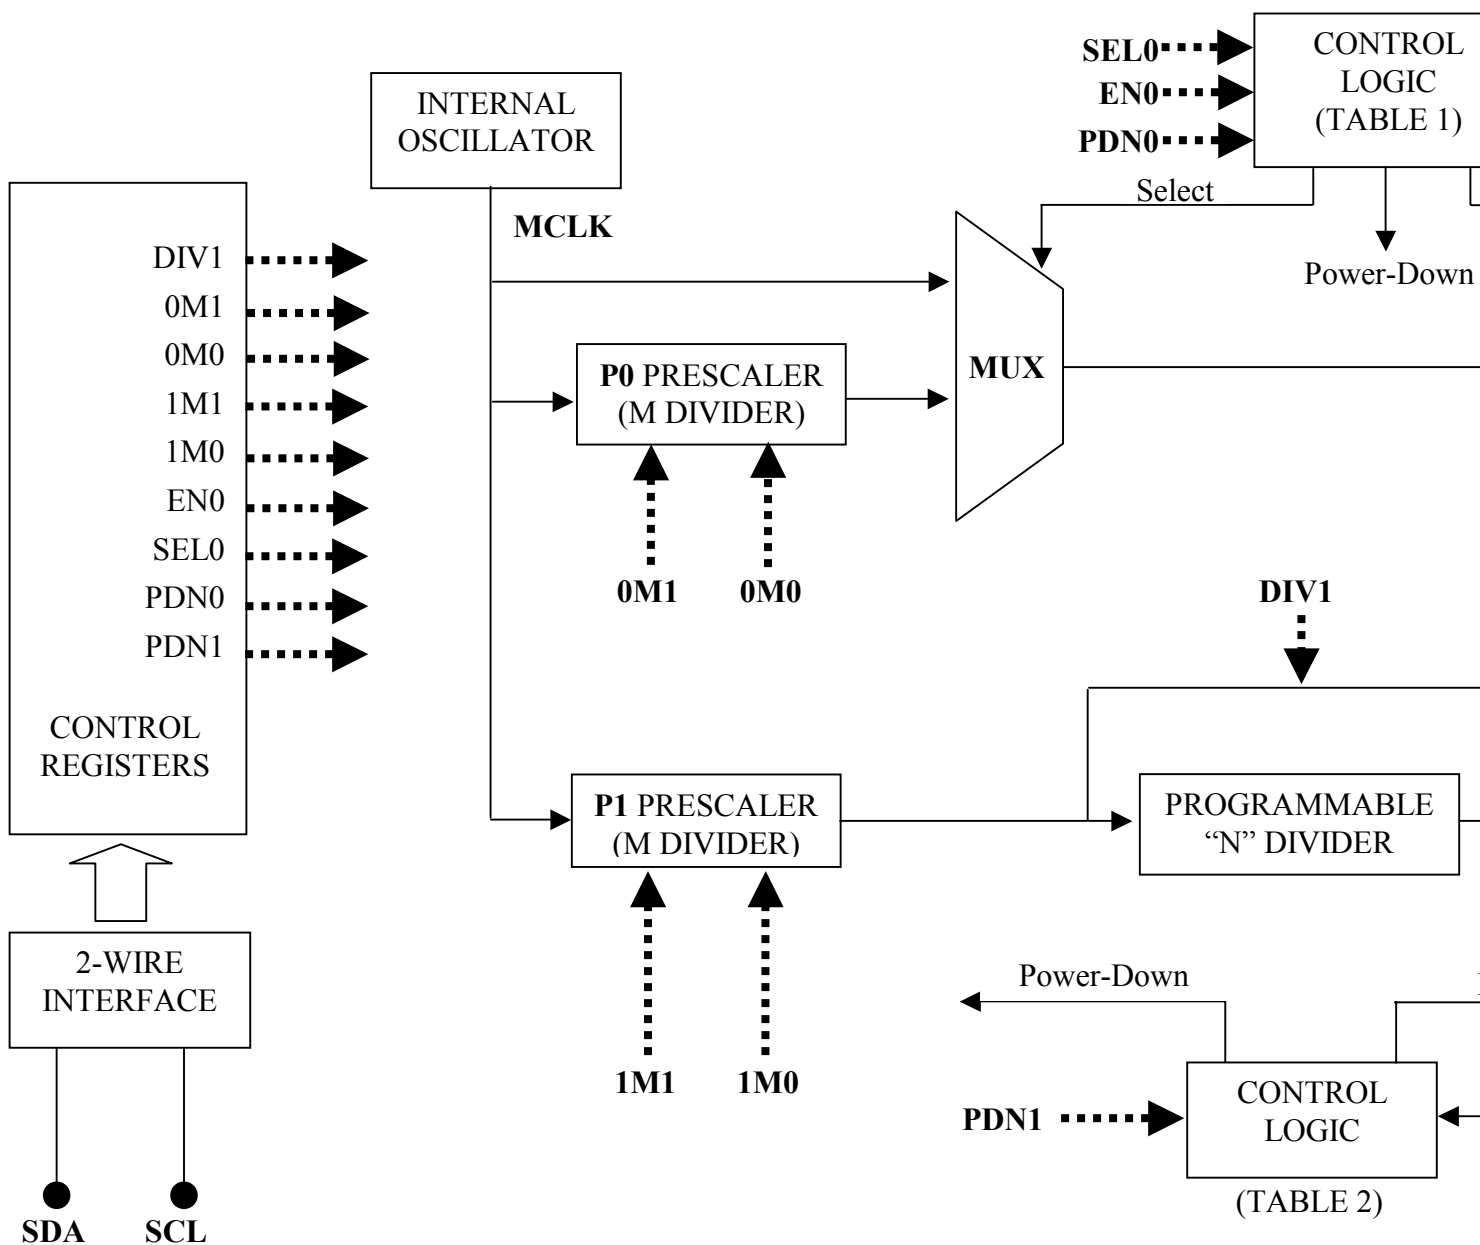 SEL0
EN0
PDN0
CONTROL
LOGIC
(TABLE 1)
Select
Power-Down
INTERNAL
OSCILLATOR
MCLK
DIV1
0M1
0M0
1M1
1M0
EN0
SEL0
PDN0
PDN1
CONTROL
REGISTERS
P0 PRESCALER
(M DIVIDER)
MUX
0M1
0M0
DIV1
P1 PRESCALER
(M DIVIDER)
PROGRAMMABLE
“N” DIVIDER
1M1
1M0
2-WIRE
INTERFACE
SDA
SCL
Power-Down
PDN1
CONTROL
LOGIC
(TABLE 2)